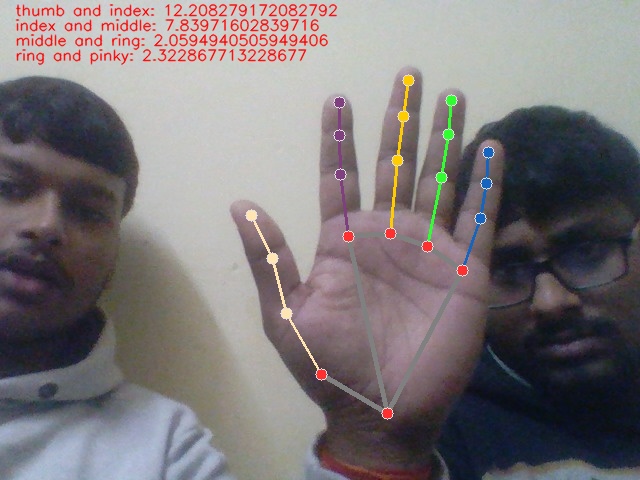 thumb and index: 12.208279172082792
index and middle: 7.83971602839716
middle and ring: 2.0594940505949406
ring and pinky: 2.322867713228677